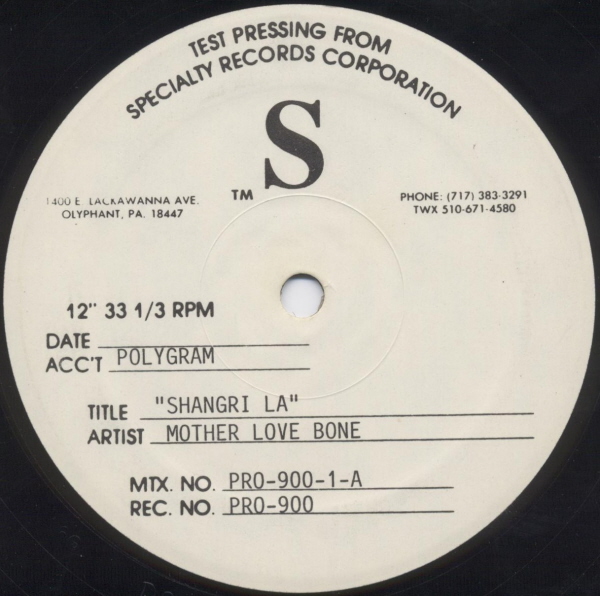 TEST PRESSING FROM
SPECIALTY RECORDS CORPORATION
S
TM
1400 E. LACKAWANNA AVE.
OLYPHANT, PA. 18447
PHONE: (717) 383-3291
TWX 510-671-4580
12" 33 1/3 RPM
DATE
ACC'T POLYGRAM
TITLE "SHANGRI LA"
ARTIST MOTHER LOVE BONE
MTX. NO. PRO-900-1-A
REC. NO. PRO-900